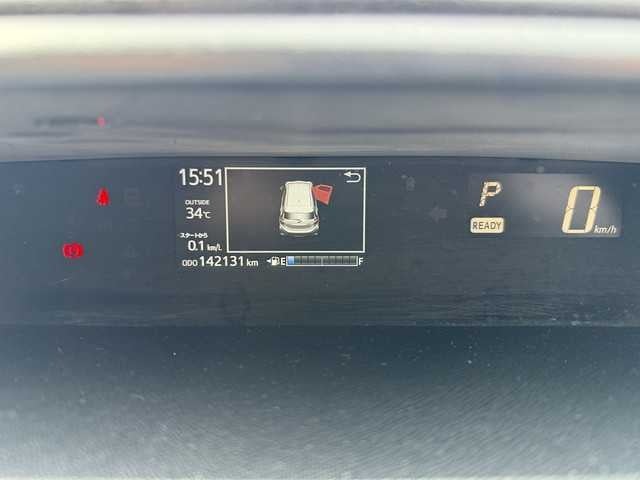 15:51
OUTSIDE
34℃
スタートから
0.1 km/L
ODO 142131 km
E F
P
READY
0 km/h